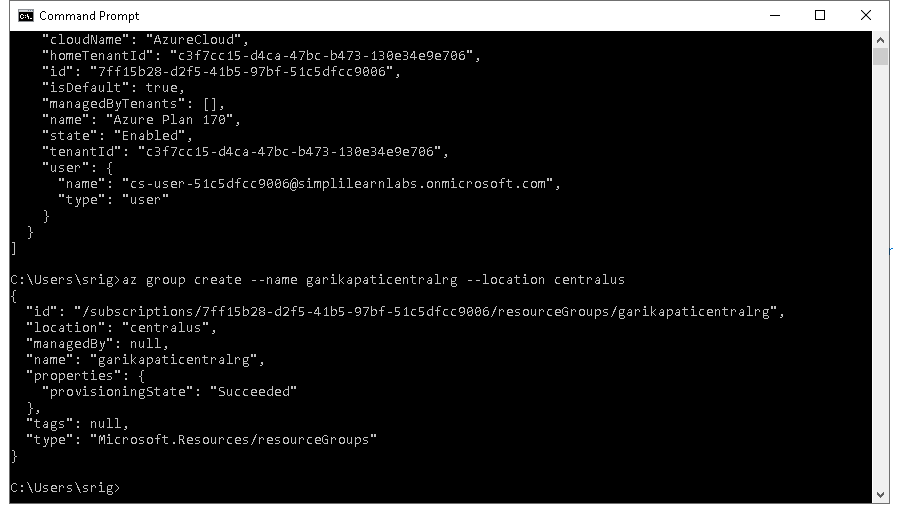 Command Prompt
"cloudName": "AzureCloud",
"homeTenantId": "c3f7cc15-d4ca-47bc-b473-130e34e9e706",
"id": "7ff15b28-d2f5-41b5-97bf-51c5dfcc9006",
"isDefault": true,
"managedByTenants": [],
"name": "Azure Plan 170",
"state": "Enabled",
"tenantId": "c3f7cc15-d4ca-47bc-b473-130e34e9e706",
"user": {
"name": "cs-user-51c5dfcc9006@simplilearnlabs.onmicrosoft.com",
"type": "user"
}
}
]
C:\Users\srig>az group create --name garikapaticentralrg --location centralus
{
"id": "/subscriptions/7ff15b28-d2f5-41b5-97bf-51c5dfcc9006/resourceGroups/garikapaticentralrg",
"location": "centralus",
"managedBy": null,
"name": "garikapaticentralrg",
"properties": {
"provisioningState": "Succeeded"
},
"tags": null,
"type": "Microsoft.Resources/resourceGroups"
}
C:\Users\srig>